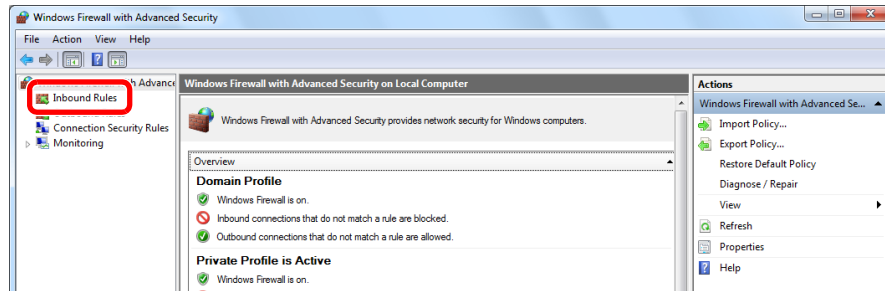 Windows Firewall with Advanced Security
File Action View Help
h Advance
Inbound Rules
Connection Security Rules
Monitoring
Windows Firewall with Advanced Security on Local Computer
Windows Firewall with Advanced Security provides network security for Windows computers.
Overview
Domain Profile
Windows Firewall is on.
Inbound connections that do not match a rule are blocked.
Outbound connections that do not match a rule are allowed.
Private Profile is Active
Windows Firewall is on.
Actions
Windows Firewall with Advanced Se...
Import Policy...
Export Policy...
Restore Default Policy
Diagnose / Repair
View
Refresh
Properties
Help